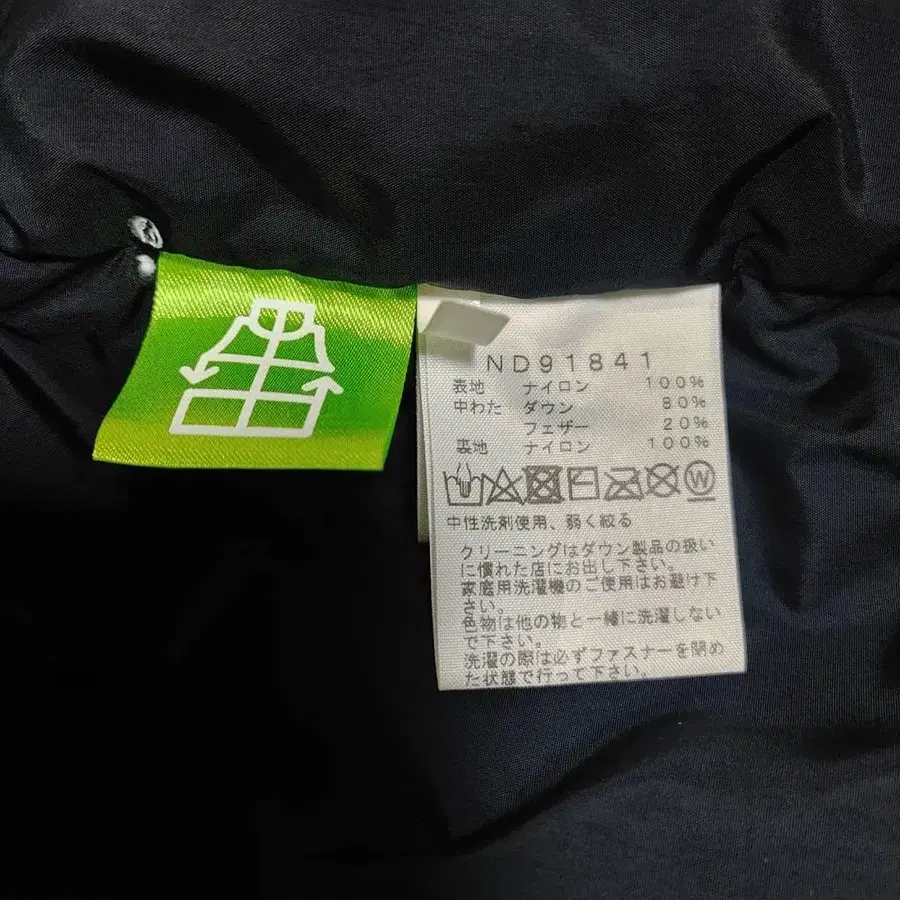 ND91841
表地 ナイロン 100%
中わた ダウン 80%
フェザー 20%
裏地 ナイロン 100%
W
中性洗剤使用、弱く絞る
クリーニングはダウン製品の扱い
に慣れた店にお出し下さい。
家庭用洗濯機のご使用はお避け下
さい。
色物は他の物と一緒に洗濯しない
で下さい。
洗濯の際は必ずファスナーを閉め
た状態で行って下さい。